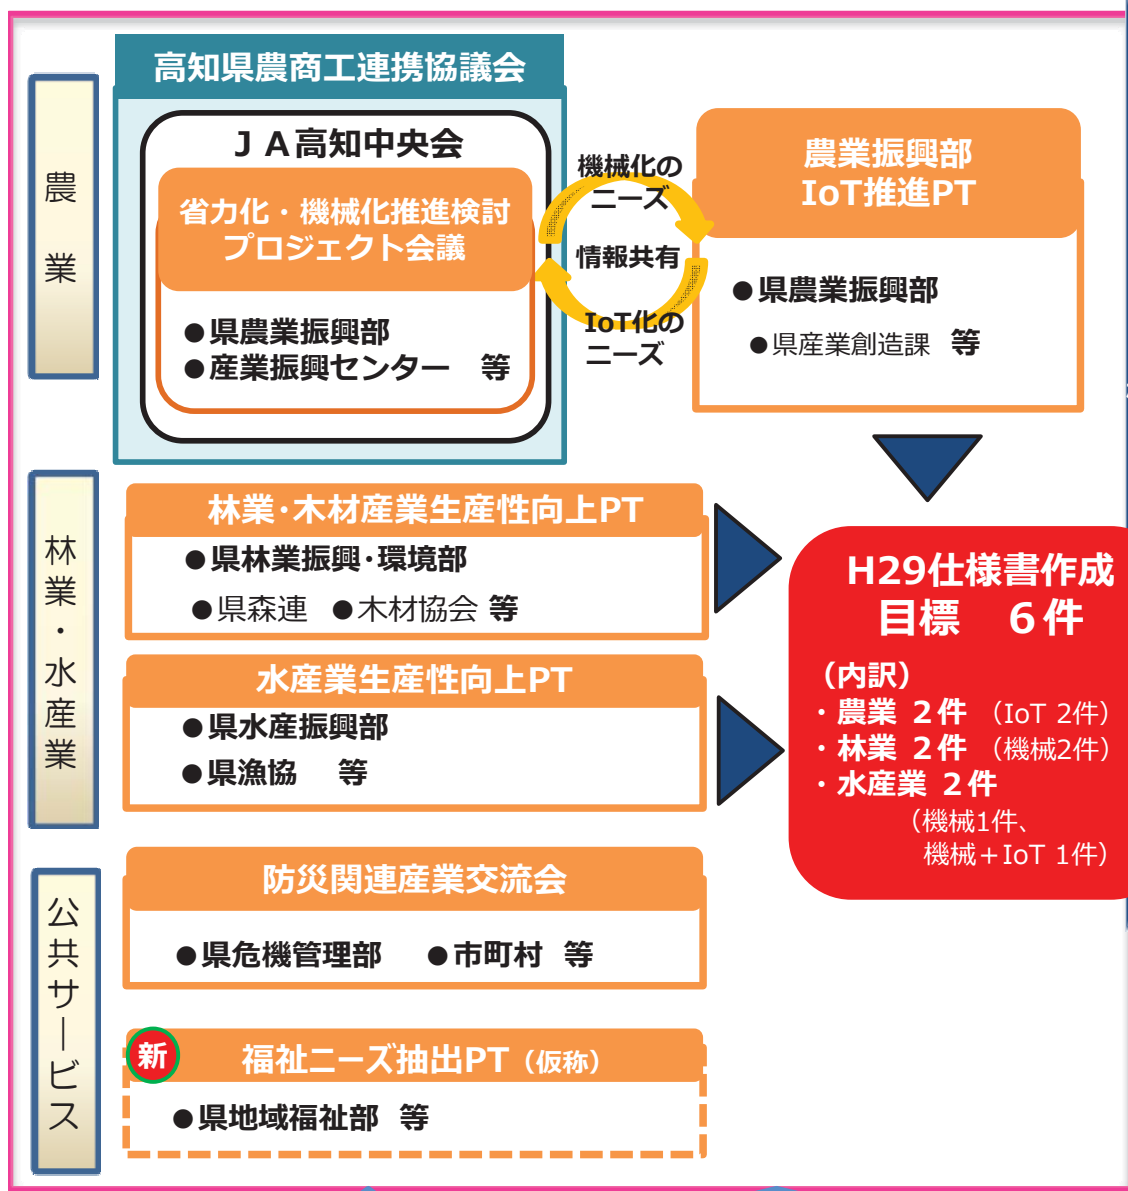 農業
高知県農商工連携協議会
ＪＡ高知中央会
省力化・機械化推進検討
プロジェクト会議
●県農業振興部
●産業振興センター　等
機械化の
ニーズ
情報共有
IoT化の
ニーズ
農業振興部
IoT推進PT
●県農業振興部
●県産業創造課　等
林業・水産業
林業・木材産業生産性向上PT
●県林業振興・環境部
●県森連　●木材協会 等
水産業生産性向上PT
●県水産振興部
●県漁協　等
H29仕様書作成
目標　６件
（内訳）
・農業 ２件 （IoT 2件）
・林業 ２件 （機械2件）
・水産業 ２件
（機械1件、
機械＋IoT 1件）
公共サービス
防災関連産業交流会
●県危機管理部　●市町村 等
新
福祉ニーズ抽出PT（仮称）
●県地域福祉部 等